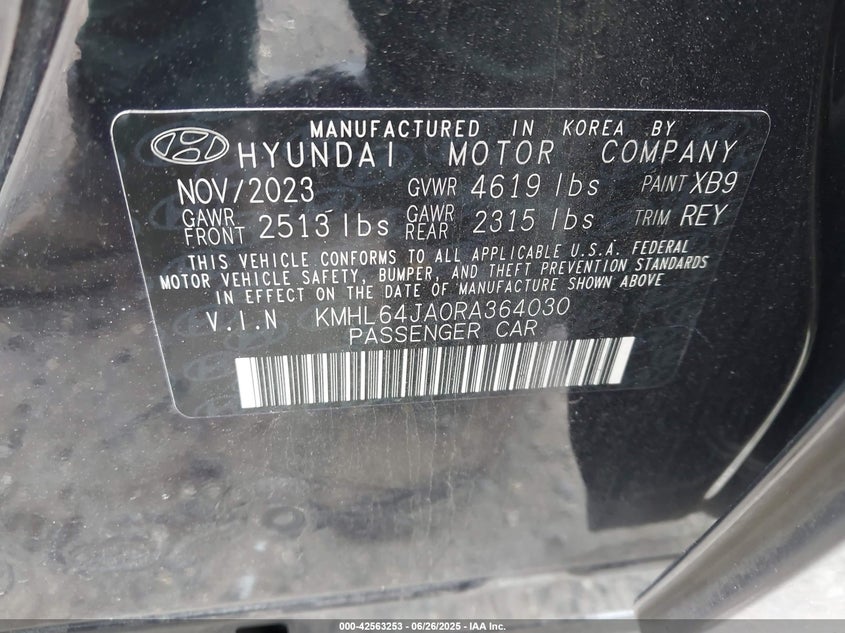 MANUFACTURED IN KOREA BY
HYUNDAI MOTOR COMPANY
NOV/2023 GVWR 4619 lbs PAINT XB9
GAWR FRONT 2513 lbs GAWR REAR 2315 lbs TRIM REY
THIS VEHICLE CONFORMS TO ALL APPLICABLE U.S.A. FEDERAL
MOTOR VEHICLE SAFETY, BUMPER, AND THEFT PREVENTION STANDARDS
IN EFFECT ON THE DATE OF MANUFACTURE SHOWN ABOVE
V.I.N KMHL64JA0RA364030
PASSENGER CAR
000-42563253 - 06/26/2025 - IAA Inc.